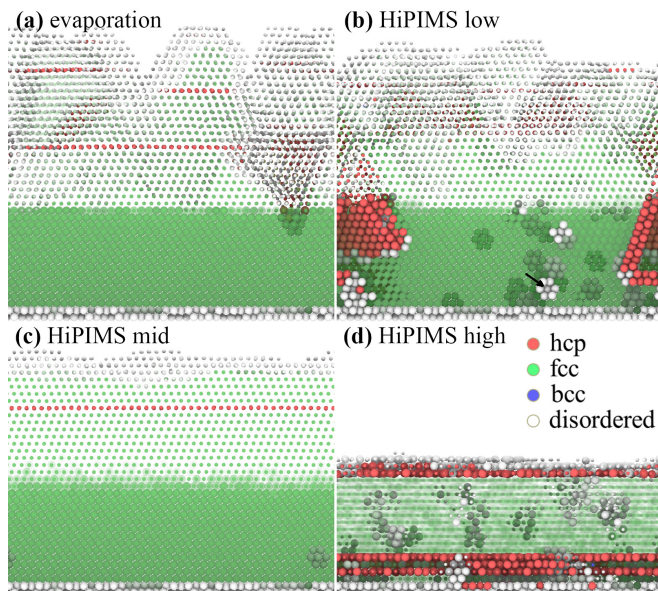 (a) evaporation
(b) HiPIMS low
(c) HiPIMS mid
(d) HiPIMS high
hcp
fcc
bcc
disordered